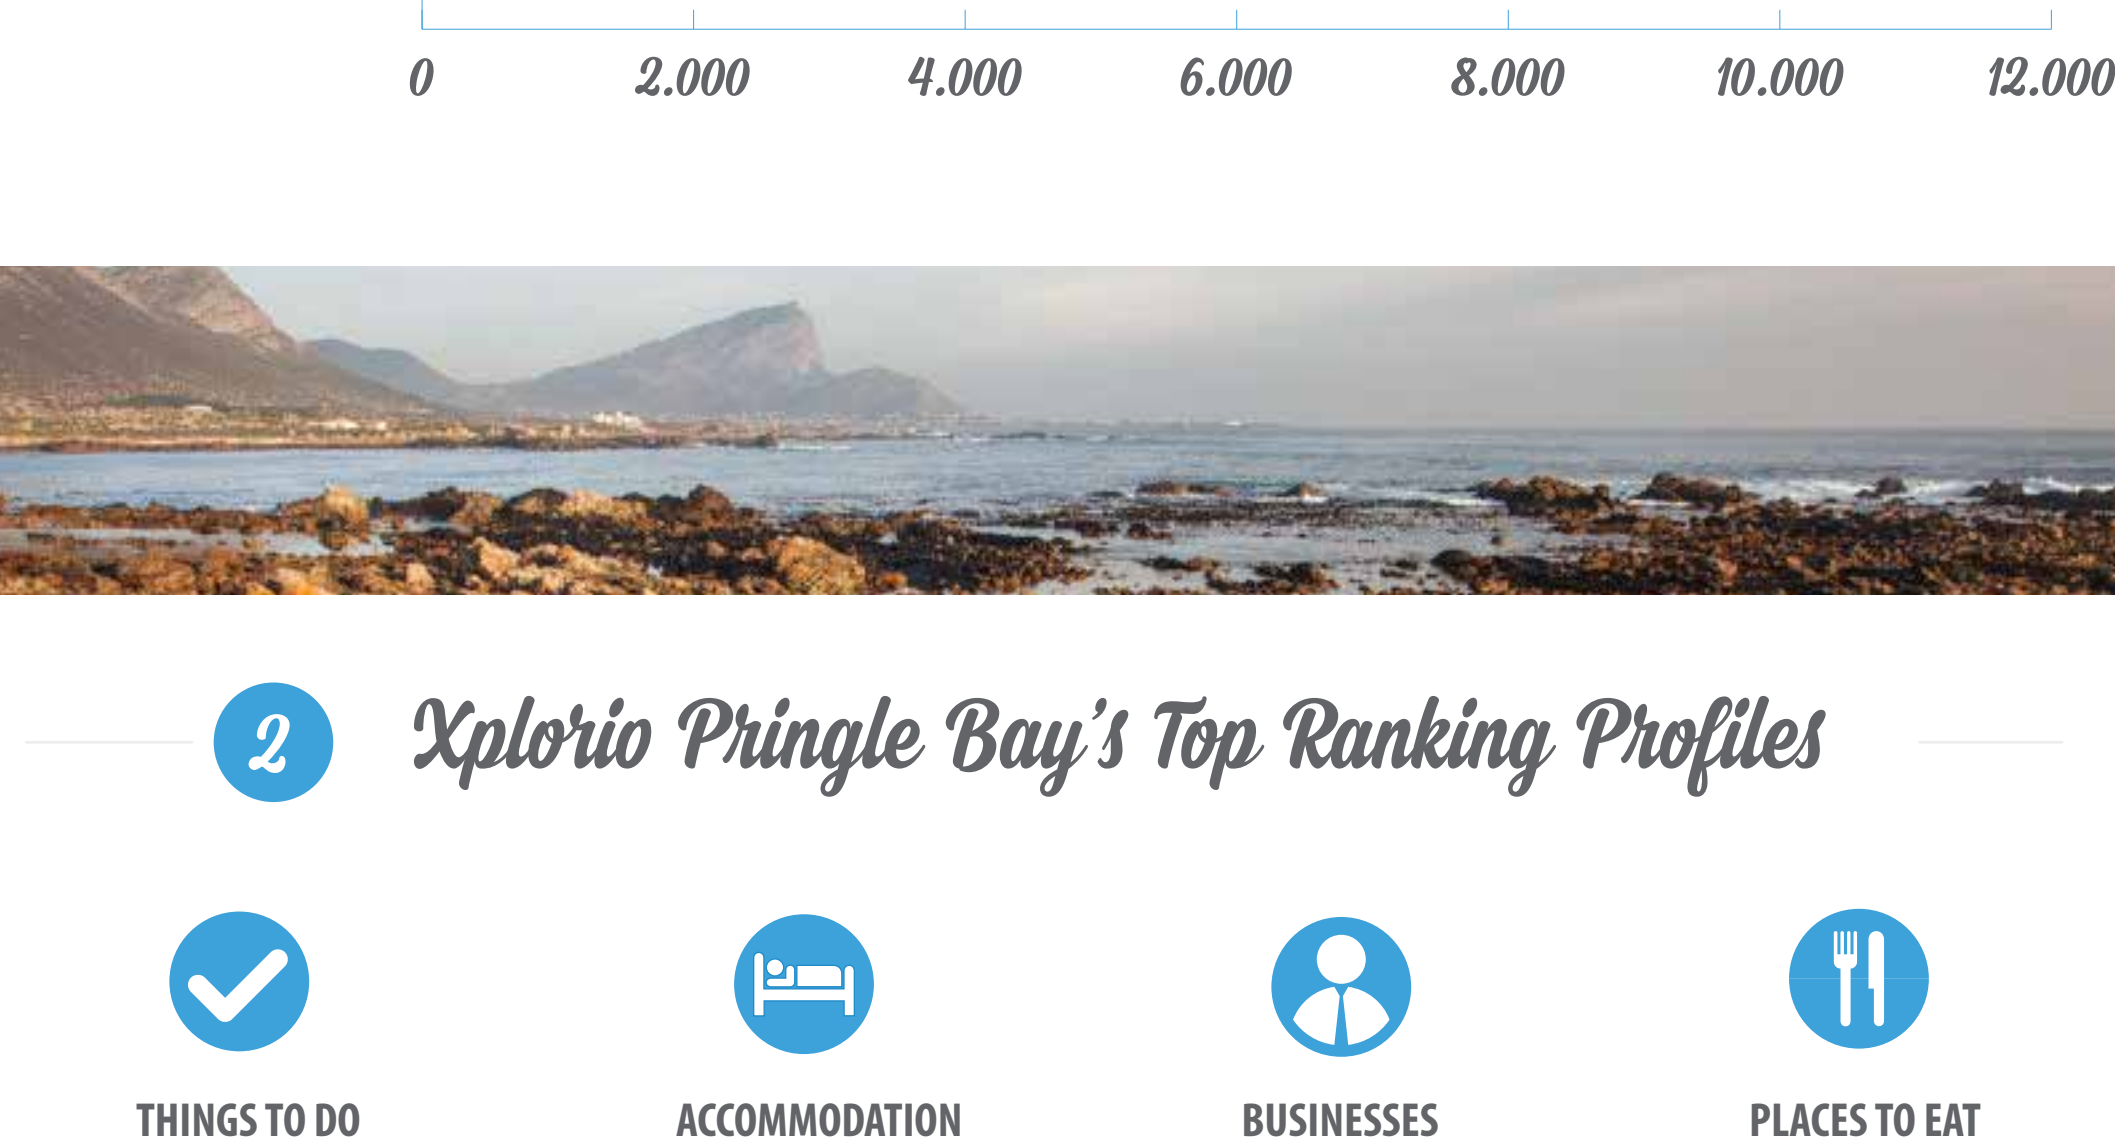 0 2.000 4.000 6.000 8.000 10.000 12.000
2 Xplorio Pringle Bay's Top Ranking Profiles
THINGS TO DO ACCOMMODATION BUSINESSES PLACES TO EAT